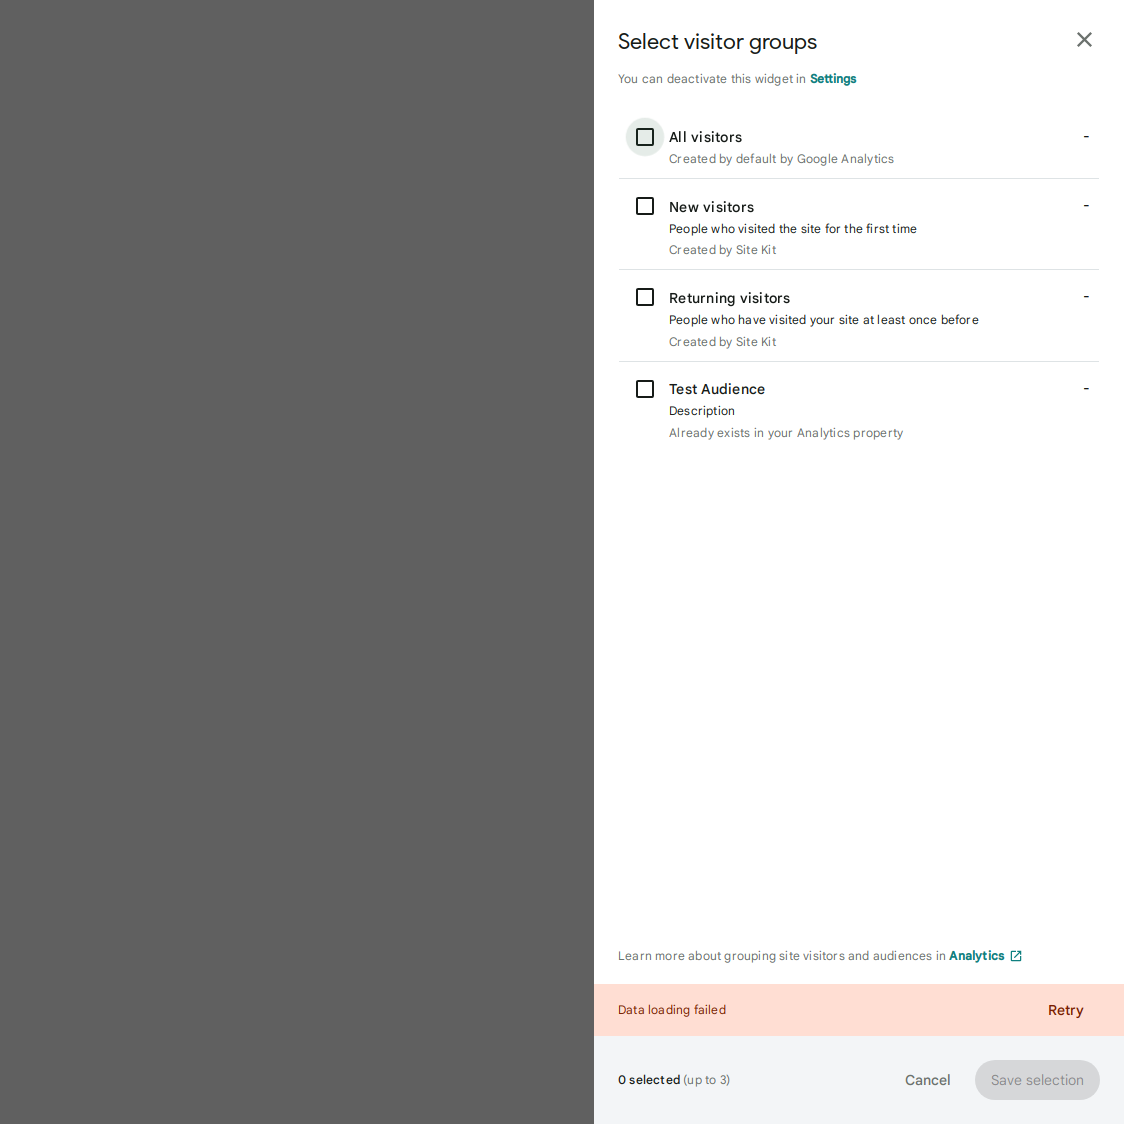 Select visitor groups
You can deactivate this widget in Settings
All visitors -
Created by default by Google Analytics
New visitors -
People who visited the site for the first time
Created by Site Kit
Returning visitors -
People who have visited your site at least once before
Created by Site Kit
Test Audience -
Description
Already exists in your Analytics property
Learn more about grouping site visitors and audiences in Analytics
Data loading failed Retry
0 selected (up to 3) Cancel Save selection